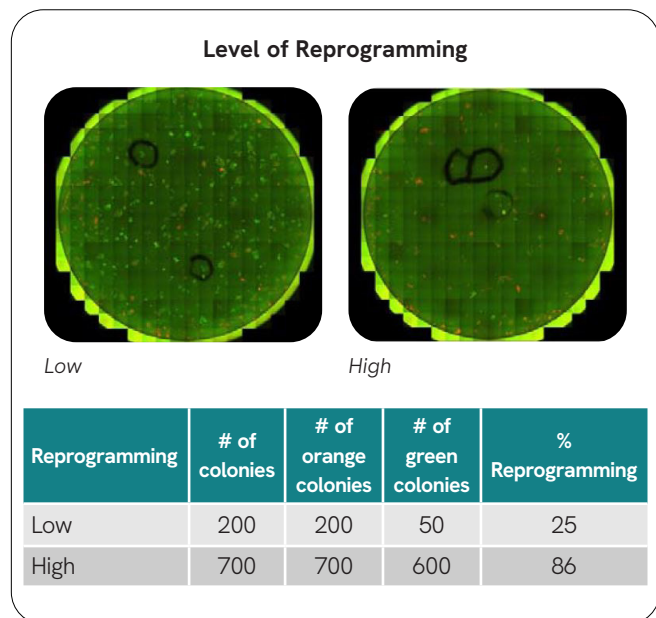 Level of Reprogramming
Low
High
Reprogramming
# of
colonies
# of
orange
colonies
# of
green
colonies
%
Reprogramming
Low 200 200 50 25
High 700 700 600 86